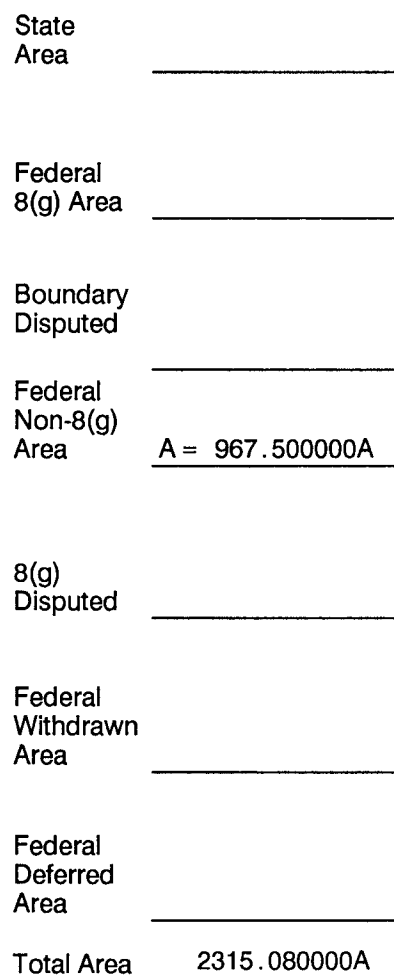 State
Area
Federal
8(g) Area
Boundary
Disputed
Federal
Non-8(g)
Area A = 967.500000A
8(g)
Disputed
Federal
Withdrawn
Area
Federal
Deferred
Area
Total Area 2315.080000A